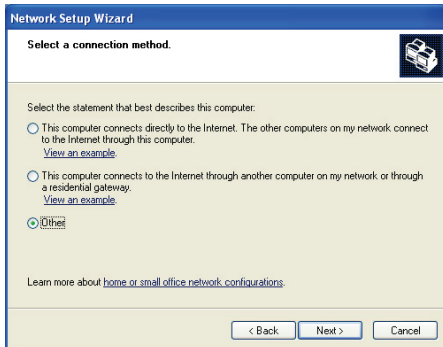 Network Setup Wizard
Select a connection method.
Select the statement that best describes this computer:
This computer connects directly to the Internet. The other computers on my network connect
to the Internet through this computer.
View an example.
This computer connects to the Internet through another computer on my network or through
a residential gateway.
View an example.
Other
Learn more about home or small office network configurations.
< Back Next > Cancel